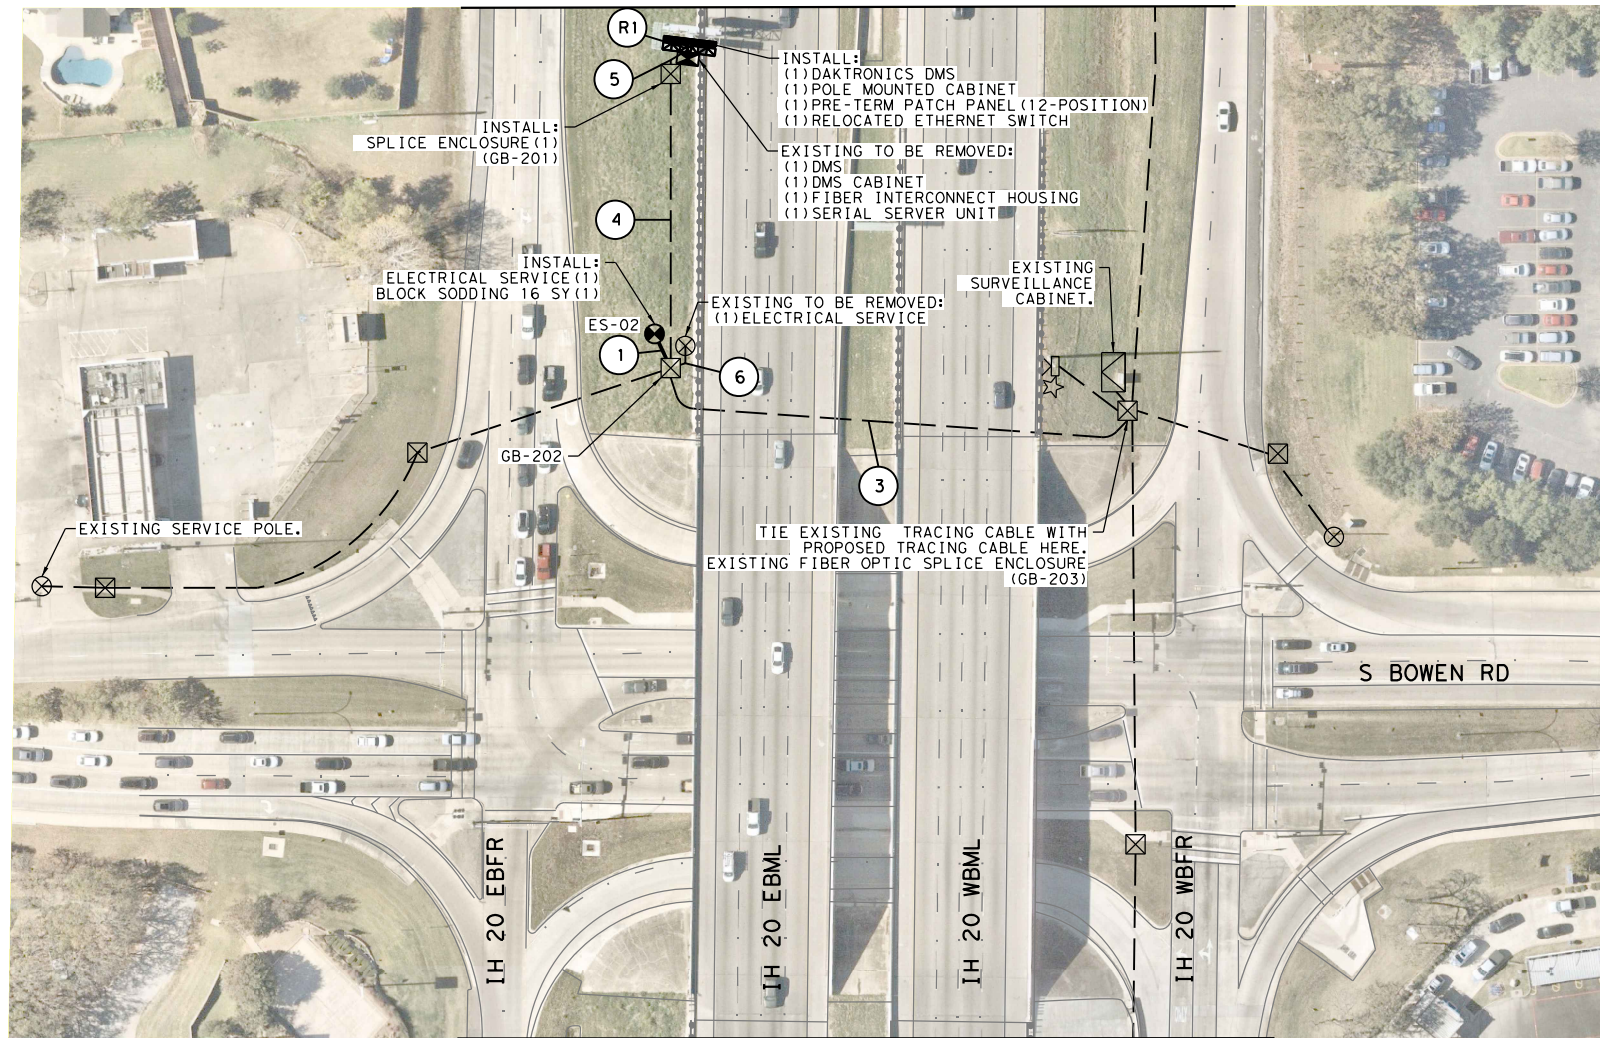 R1
5
INSTALL:
(1)DAKTRONICS DMS
(1)POLE MOUNTED CABINET
(1)PRE-TERM PATCH PANEL(12-POSITION)
(1)RELOCATED ETHERNET SWITCH
INSTALL:
SPLICE ENCLOSURE(1)
(GB-201)
EXISTING TO BE REMOVED:
(1)DMS
(1)DMS CABINET
(1)FIBER INTERCONNECT HOUSING
(1)SERIAL SERVER UNIT
4
INSTALL:
ELECTRICAL SERVICE(1)
BLOCK SODDING 16 SY(1)
EXISTING
SURVEILLANCE
CABINET.
EXISTING TO BE REMOVED:
(1)ELECTRICAL SERVICE
ES-02
1
6
GB-202
3
EXISTING SERVICE POLE.
TIE EXISTING TRACING CABLE WITH
PROPOSED TRACING CABLE HERE.
EXISTING FIBER OPTIC SPLICE ENCLOSURE
(GB-203)
S BOWEN RD
IH 20 EBFR
IH 20 EBML
IH 20 WBML
IH 20 WBFR